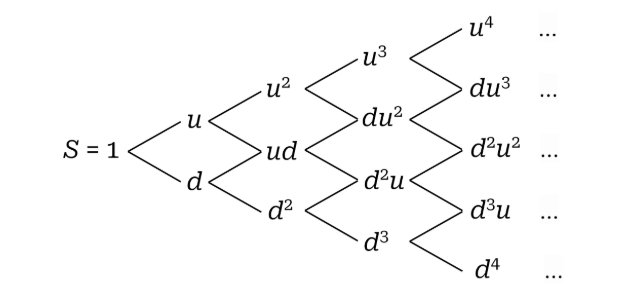 u⁴ ...
u³
u² du³ ...
u du²
S = 1 ud d²u² ...
d d²u
d² d³u ...
d³
d⁴ ...